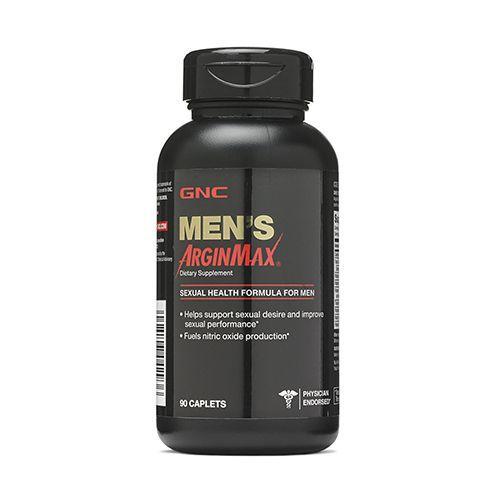 GNC
MEN'S
ARGINMAX®
Dietary Supplement
SEXUAL HEALTH FORMULA FOR MEN
• Helps support sexual desire and improve
sexual performance*
• Fuels nitric oxide production*
90 CAPLETS
PHYSICIAN
ENDORSED*